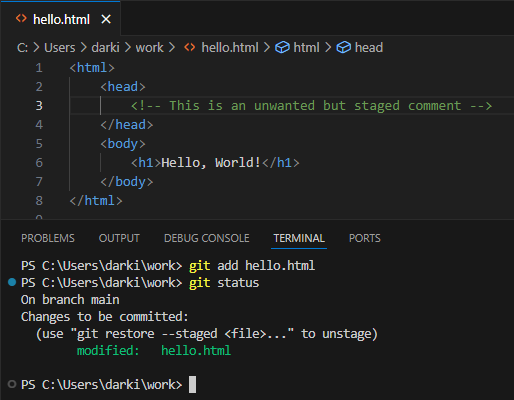 hello.html
C: > Users > darki > work > hello.html > html > head
1 <html>
2 <head>
3 <!-- This is an unwanted but staged comment -->
4 </head>
5 <body>
6 <h1>Hello, World!</h1>
7 </body>
8 </html>
9
PROBLEMS OUTPUT DEBUG CONSOLE TERMINAL PORTS
PS C:\Users\darki\work> git add hello.html
PS C:\Users\darki\work> git status
On branch main
Changes to be committed:
(use "git restore --staged <file>..." to unstage)
modified: hello.html
PS C:\Users\darki\work>